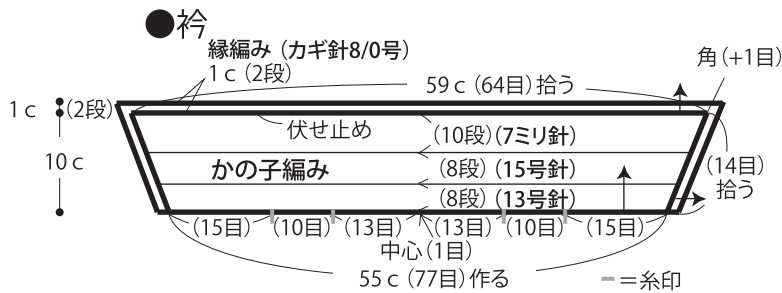 ●衿
縁編み (カギ針8/0号)
1c (2段)
59c (64目) 拾う
角 (+1目)
1c
(2段)
伏せ止め
(10段) (7ミリ針)
10c
かの子編み
(8段) (15号針)
(14目)
拾う
(8段) (13号針)
(15目) (10目) (13目) (13目) (10目) (15目)
中心 (1目)
55c (77目) 作る
＝糸印